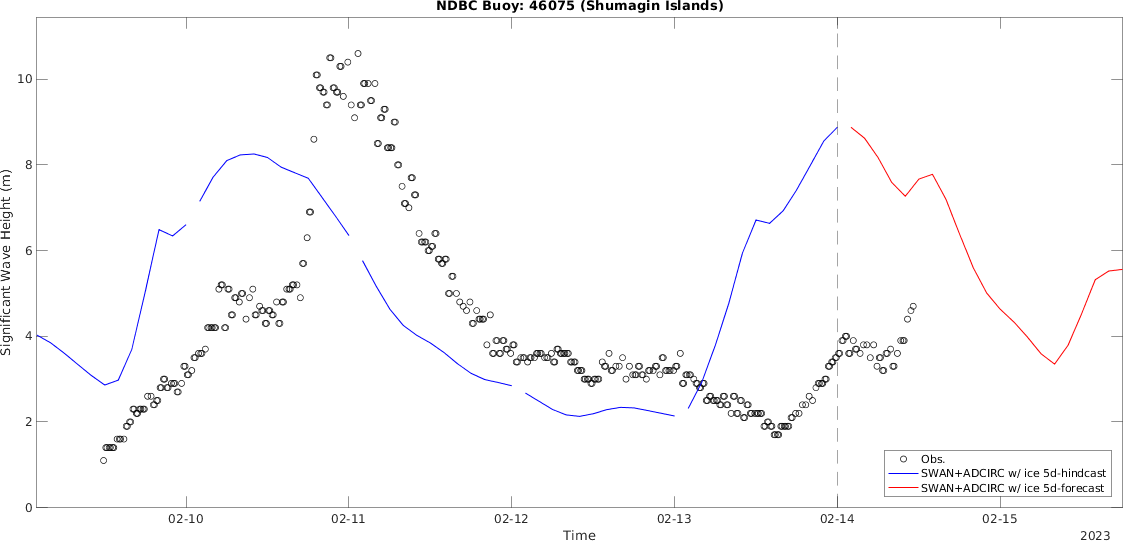 NDBC Buoy: 46075 (Shumagin Islands)
Significant Wave Height (m)
10
8
6
4
2
0
Obs.
SWAN+ADCIRC w/ ice 5d-hindcast
SWAN+ADCIRC w/ ice 5d-forecast
02-10 02-11 02-12 02-13 02-14 02-15
Time
2023